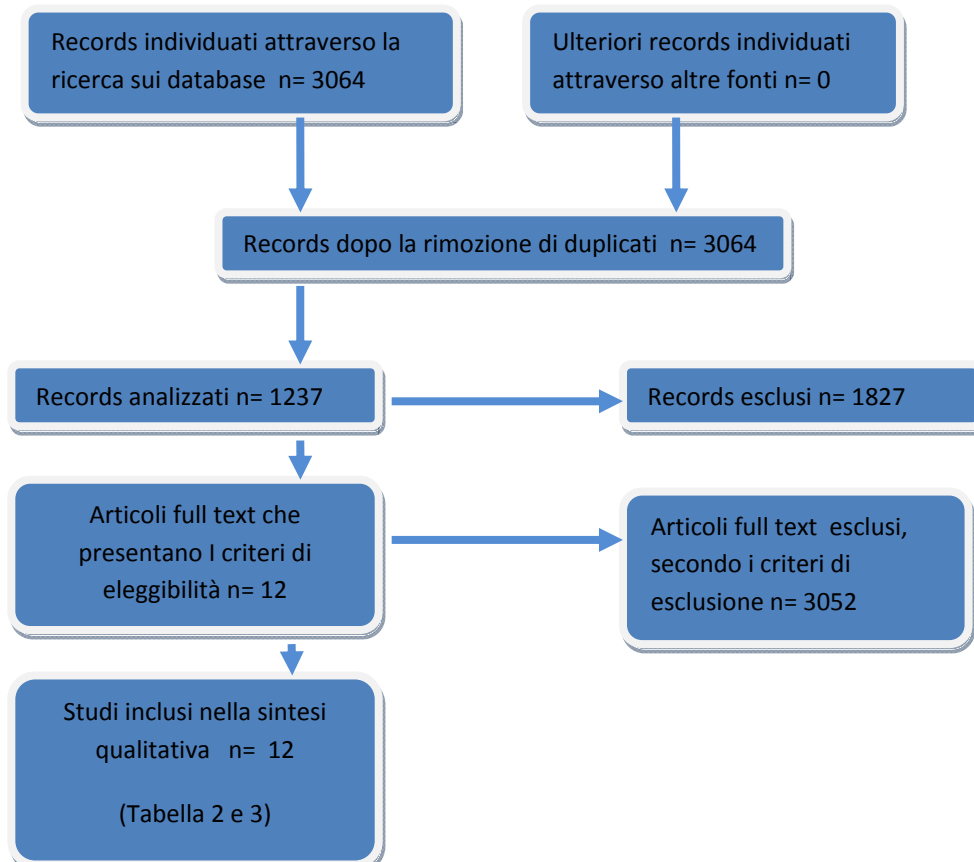 Records individuati attraverso la
ricerca sui database n= 3064
Ulteriori records individuati
attraverso altre fonti n= 0
Records dopo la rimozione di duplicati n= 3064
Records analizzati n= 1237
Records esclusi n= 1827
Articoli full text che
presentano I criteri di
eleggibilità n= 12
Articoli full text esclusi,
secondo i criteri di
esclusione n= 3052
Studi inclusi nella sintesi
qualitativa n= 12
(Tabella 2 e 3)